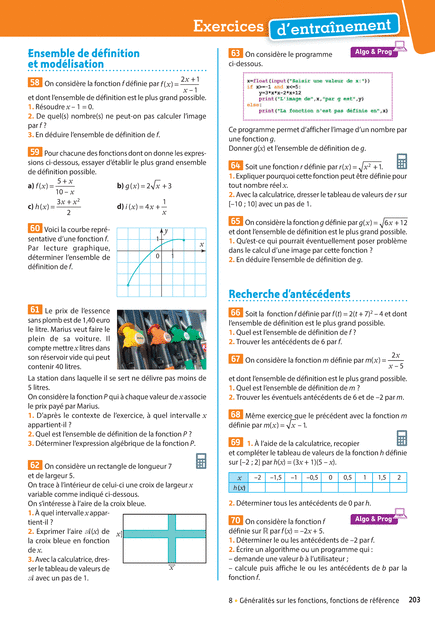 Exercices d'entraînement
Ensemble de définition
et modélisation
58 On considère la fonction f définie par f(x) = 2x + 1 / x − 1
et dont l'ensemble de définition est le plus grand possible.
1. Résoudre x − 1 = 0.
2. De quel(s) nombre(s) ne peut-on pas calculer l'image
par f ?
3. En déduire l'ensemble de définition de f.
59 Pour chacune des fonctions dont on donne les expres-
sions ci-dessous, essayer d'établir le plus grand ensemble
de définition possible.
a) f(x) = 5 + x / 10 − x b) g(x) = 2√x + 3
c) h(x) = 3x + x² / 2 d) i(x) = 4x + 1 / x
60 Voici la courbe repré-
sentative d'une fonction f.
Par lecture graphique,
déterminer l'ensemble de
définition de f.
y
1
x
0 1
61 Le prix de l'essence
sans plomb est de 1,40 euro
le litre. Marius veut faire le
plein de sa voiture. Il
compte mettre x litres dans
son réservoir vide qui peut
contenir 40 litres.
La station dans laquelle il se sert ne délivre pas moins de
5 litres.
On considère la fonction P qui à chaque valeur de x associe
le prix payé par Marius.
1. D'après le contexte de l'exercice, à quel intervalle x
appartient-il ?
2. Quel est l'ensemble de définition de la fonction P ?
3. Déterminer l'expression algébrique de la fonction P.
62 On considère un rectangle de longueur 7
et de largeur 5.
On trace à l'intérieur de celui-ci une croix de largeur x
variable comme indiqué ci-dessous.
On s'intéresse à l'aire de la croix bleue.
1. À quel intervalle x appar-
tient-il ?
2. Exprimer l'aire 𝒜(x) de
la croix bleue en fonction
de x.
3. Avec la calculatrice, dres-
ser le tableau de valeurs de
𝒜 avec un pas de 1.
x
x
63 On considère le programme
ci-dessous.
Algo & Prog
x=float(input("Saisir une valeur de x:"))
if x>=-1 and x<=5:
y=3*x*x-2*x+12
print("L'image de",x,"par g est",y)
else:
print("La fonction n'est pas définie en",x)
Ce programme permet d'afficher l'image d'un nombre par
une fonction g.
Donner g(x) et l'ensemble de définition de g.
64 Soit une fonction r définie par r(x) = √x² + 1.
1. Expliquer pourquoi cette fonction peut être définie pour
tout nombre réel x.
2. Avec la calculatrice, dresser le tableau de valeurs de r sur
[−10 ; 10] avec un pas de 1.
65 On considère la fonction g définie par g(x) = √6x + 12
et dont l'ensemble de définition est le plus grand possible.
1. Qu'est-ce qui pourrait éventuellement poser problème
dans le calcul d'une image par cette fonction ?
2. En déduire l'ensemble de définition de g.
Recherche d'antécédents
66 Soit la fonction f définie par f(t) = 2(t + 7)² − 4 et dont
l'ensemble de définition est le plus grand possible.
1. Quel est l'ensemble de définition de f ?
2. Trouver les antécédents de 6 par f.
67 On considère la fonction m définie par m(x) = 2x / x − 5
et dont l'ensemble de définition est le plus grand possible.
1. Quel est l'ensemble de définition de m ?
2. Trouver les éventuels antécédents de 6 et de −2 par m.
68 Même exercice que le précédent avec la fonction m
définie par m(x) = √x − 1.
69 1. À l'aide de la calculatrice, recopier
et compléter le tableau de valeurs de la fonction h définie
sur [−2 ; 2] par h(x) = (3x + 1)(5 − x).
x −2 −1,5 −1 −0,5 0 0,5 1 1,5 2
h(x)
2. Déterminer tous les antécédents de 0 par h.
70 On considère la fonction f
Algo & Prog
définie sur ℝ par f(x) = −2x + 5.
1. Déterminer le ou les antécédents de −2 par f.
2. Écrire un algorithme ou un programme qui :
– demande une valeur b à l'utilisateur ;
– calcule puis affiche le ou les antécédents de b par la
fonction f.
8 • Généralités sur les fonctions, fonctions de référence 203